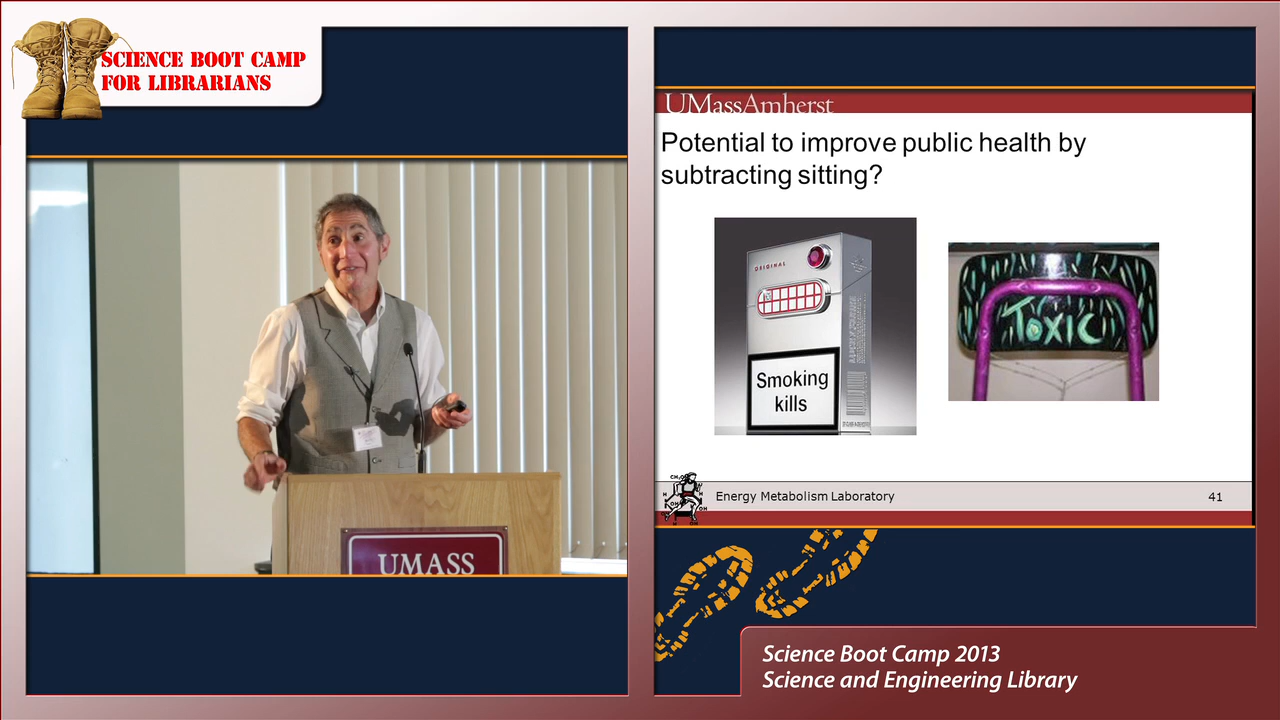 SCIENCE BOOT CAMP
FOR LIBRARIANS
UMASS
UMassAmherst
Potential to improve public health by
subtracting sitting?
ORIGINAL
Smoking
kills
TOXIC
Energy Metabolism Laboratory
41
Science Boot Camp 2013
Science and Engineering Library